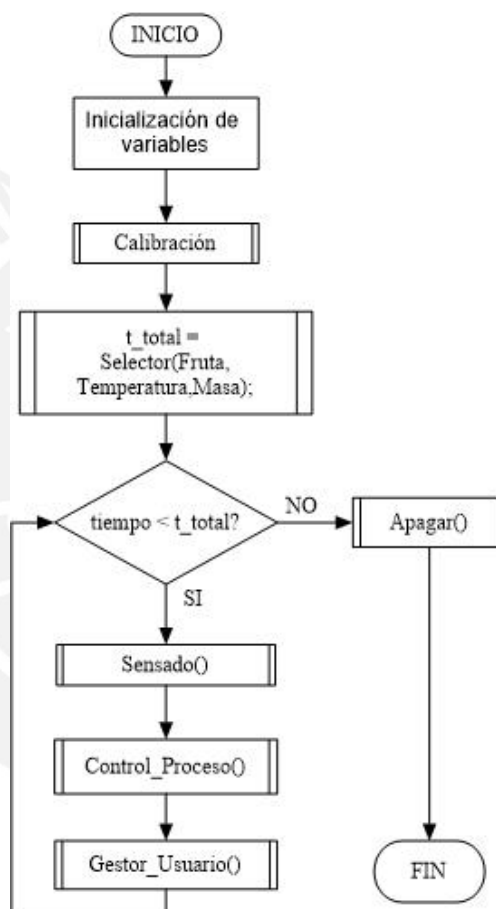 INICIO
Inicialización de
variables
Calibración
t_total =
Selector(Fruta,
Temperatura,Masa);
tiempo < t_total?
NO
Apagar()
SI
Sensado()
Control_Proceso()
Gestor_Usuario()
FIN